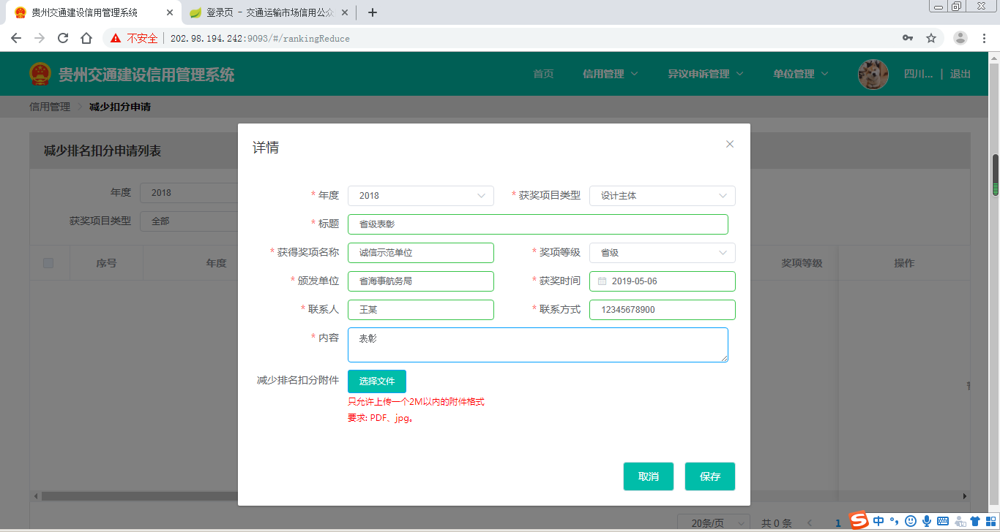 贵州交通建设信用管理系统
登录页 - 交通运输市场信用公众
不安全
202.98.194.242:9093/#/rankingReduce
贵州交通建设信用管理系统
首页
信用管理
异议申诉管理
单位管理
四川...
|
退出
信用管理
减少扣分申请
减少排名扣分申请列表
年度
2018
获奖项目类型
全部
序号
年度
奖项等级
操作
详情
* 年度
2018
* 获奖项目类型
设计主体
* 标题
省级表彰
* 获得奖项名称
诚信示范单位
* 奖项等级
省级
* 颁发单位
省海事航务局
* 获奖时间
2019-05-06
* 联系人
王某
* 联系方式
12345678900
* 内容
表彰
减少排名扣分附件
选择文件
只允许上传一个2M以内的附件格式
要求: PDF、jpg。
取消
保存
20条/页
共 0 条
1
S
中